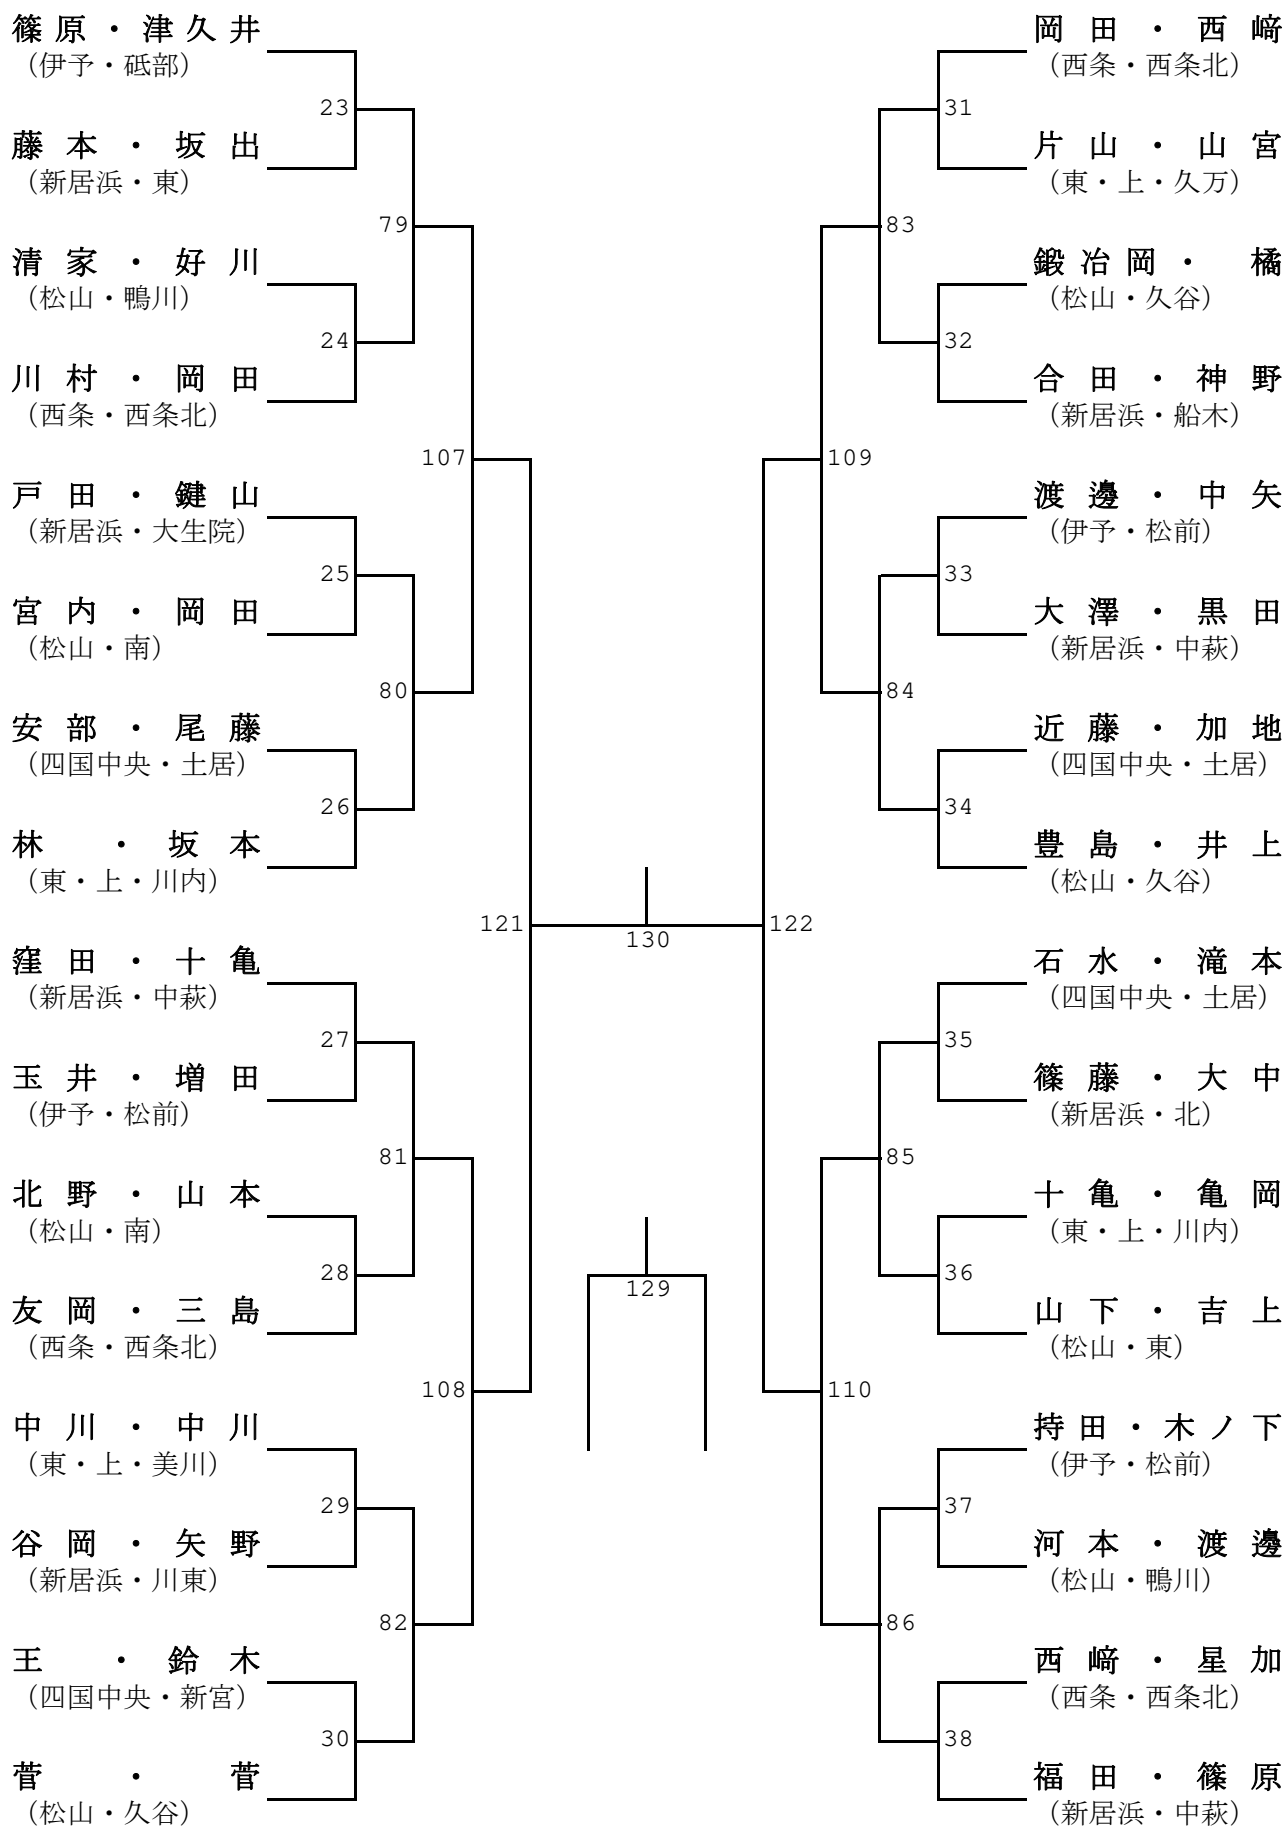 篠原・津久井
（伊予・砥部）
23
藤本・坂出
（新居浜・東）
79
清家・好川
（松山・鴨川）
24
川村・岡田
（西条・西条北）
107
戸田・鍵山
（新居浜・大生院）
25
宮内・岡田
（松山・南）
80
安部・尾藤
（四国中央・土居）
26
林・坂本
（東・上・川内）
121
窪田・十亀
（新居浜・中萩）
27
玉井・増田
（伊予・松前）
81
北野・山本
（松山・南）
28
友岡・三島
（西条・西条北）
108
中川・中川
（東・上・美川）
29
谷岡・矢野
（新居浜・川東）
82
王・鈴木
（四国中央・新宮）
30
菅・菅
（松山・久谷）
130
129
岡田・西﨑
（西条・西条北）
31
片山・山宮
（東・上・久万）
83
鍛冶岡・橘
（松山・久谷）
32
合田・神野
（新居浜・船木）
109
渡邊・中矢
（伊予・松前）
33
大澤・黒田
（新居浜・中萩）
84
近藤・加地
（四国中央・土居）
34
豊島・井上
（松山・久谷）
122
石水・滝本
（四国中央・土居）
35
篠藤・大中
（新居浜・北）
85
十亀・亀岡
（東・上・川内）
36
山下・吉上
（松山・東）
110
持田・木ノ下
（伊予・松前）
37
河本・渡邊
（松山・鴨川）
86
西﨑・星加
（西条・西条北）
38
福田・篠原
（新居浜・中萩）